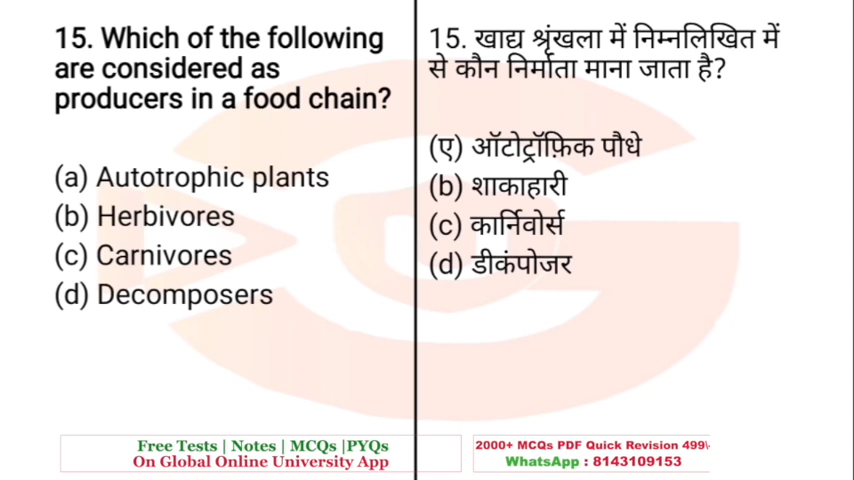 15. Which of the following
are considered as
producers in a food chain?
(a) Autotrophic plants
(b) Herbivores
(c) Carnivores
(d) Decomposers
15. खाद्य श्रृंखला में निम्नलिखित में
से कौन निर्माता माना जाता है?
(ए) ऑटोट्रॉफ़िक पौधे
(b) शाकाहारी
(c) कार्निवोर्स
(d) डीकंपोजर
Free Tests | Notes | MCQs |PYQs
On Global Online University App
2000+ MCQs PDF Quick Revision 499\-
WhatsApp : 8143109153